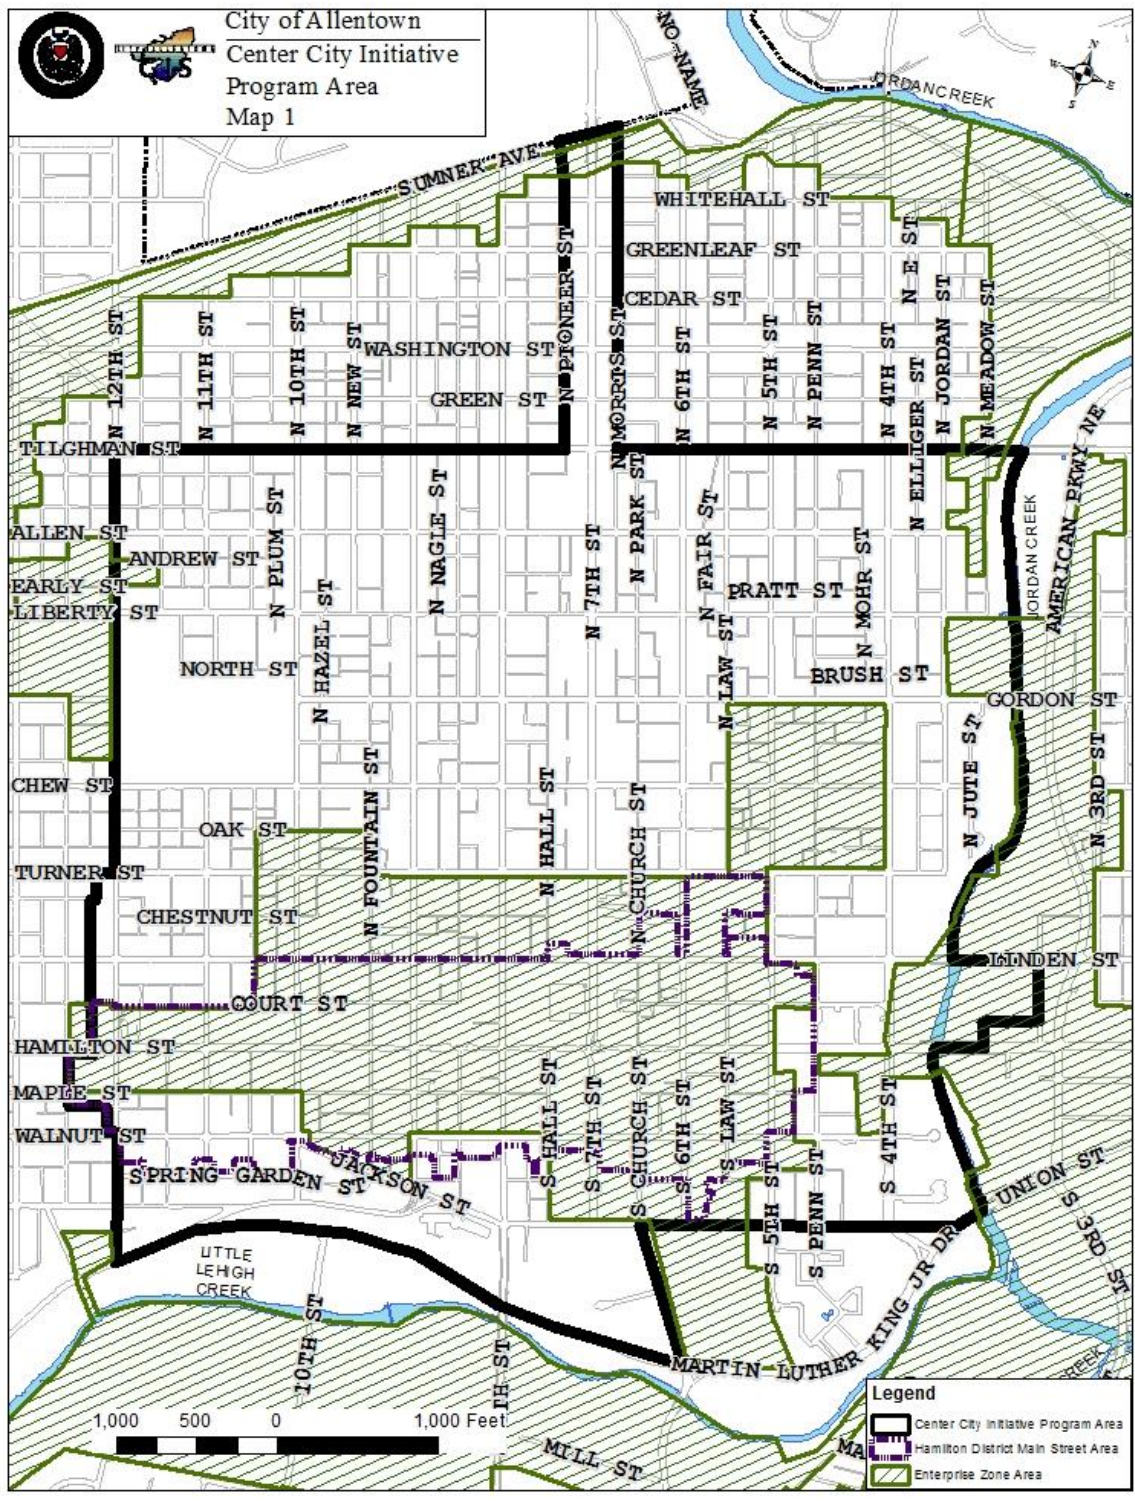 City of Allentown
Center City Initiative
Program Area
Map 1
NO NAME
JORDAN CREEK
N
W
E
S
SUMNER AVE
WHITEHALL ST
GREENLEAF ST
CEDAR ST
N PIONEER ST
N E ST
N 12TH ST
N 11TH ST
N 10TH ST
N NEW ST
WASHINGTON ST
GREEN ST
N MORRIS ST
N 6TH ST
N 5TH ST
N PENN ST
N 4TH ST
N ELLIGER ST
N JORDAN ST
N MEADOW ST
TILGHMAN ST
AMERICAN PKWY NE
JORDAN CREEK
ALLEN ST
ANDREW ST
EARLY ST
LIBERTY ST
N PLUM ST
N HAZEL ST
N NAGLE ST
N 7TH ST
N PARK ST
N FAIR ST
PRATT ST
N MOHR ST
NORTH ST
N LAW ST
BRUSH ST
GORDON ST
CHEW ST
N FOUNTAIN ST
N HALL ST
N CHURCH ST
N JUTE ST
N 3RD ST
OAK ST
TURNER ST
CHESTNUT ST
LINDEN ST
COURT ST
HAMILTON ST
MAPLE ST
WALNUT ST
SPRING GARDEN ST
JACKSON ST
S HALL ST
S 7TH ST
S CHURCH ST
S 6TH ST
S LAW ST
S 5TH ST
S PENN ST
S 4TH ST
UNION ST
S 3RD ST
LITTLE
LEHIGH
CREEK
10TH ST
TH ST
MARTIN LUTHER KING JR DR
CREEK
MILL ST
MA
1,000 500 0 1,000 Feet
Legend
Center City Initiative Program Area
Hamilton District Main Street Area
Enterprise Zone Area